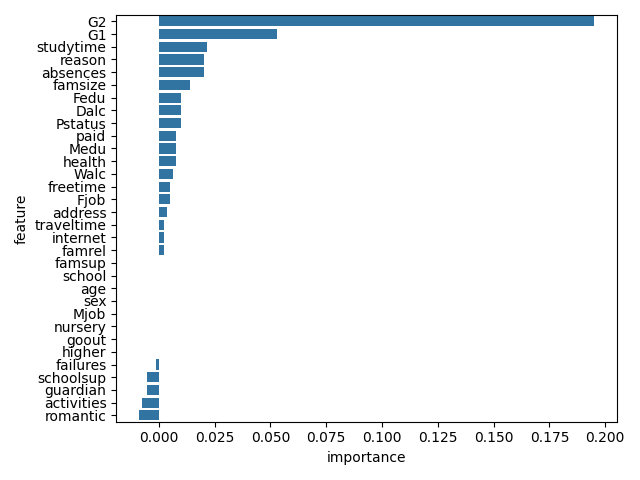 G2
G1
studytime
reason
absences
famsize
Fedu
Dalc
Pstatus
paid
Medu
health
Walc
freetime
Fjob
address
traveltime
internet
famrel
famsup
school
age
sex
Mjob
nursery
goout
higher
failures
schoolsup
guardian
activities
romantic
feature
0.000 0.025 0.050 0.075 0.100 0.125 0.150 0.175 0.200
importance